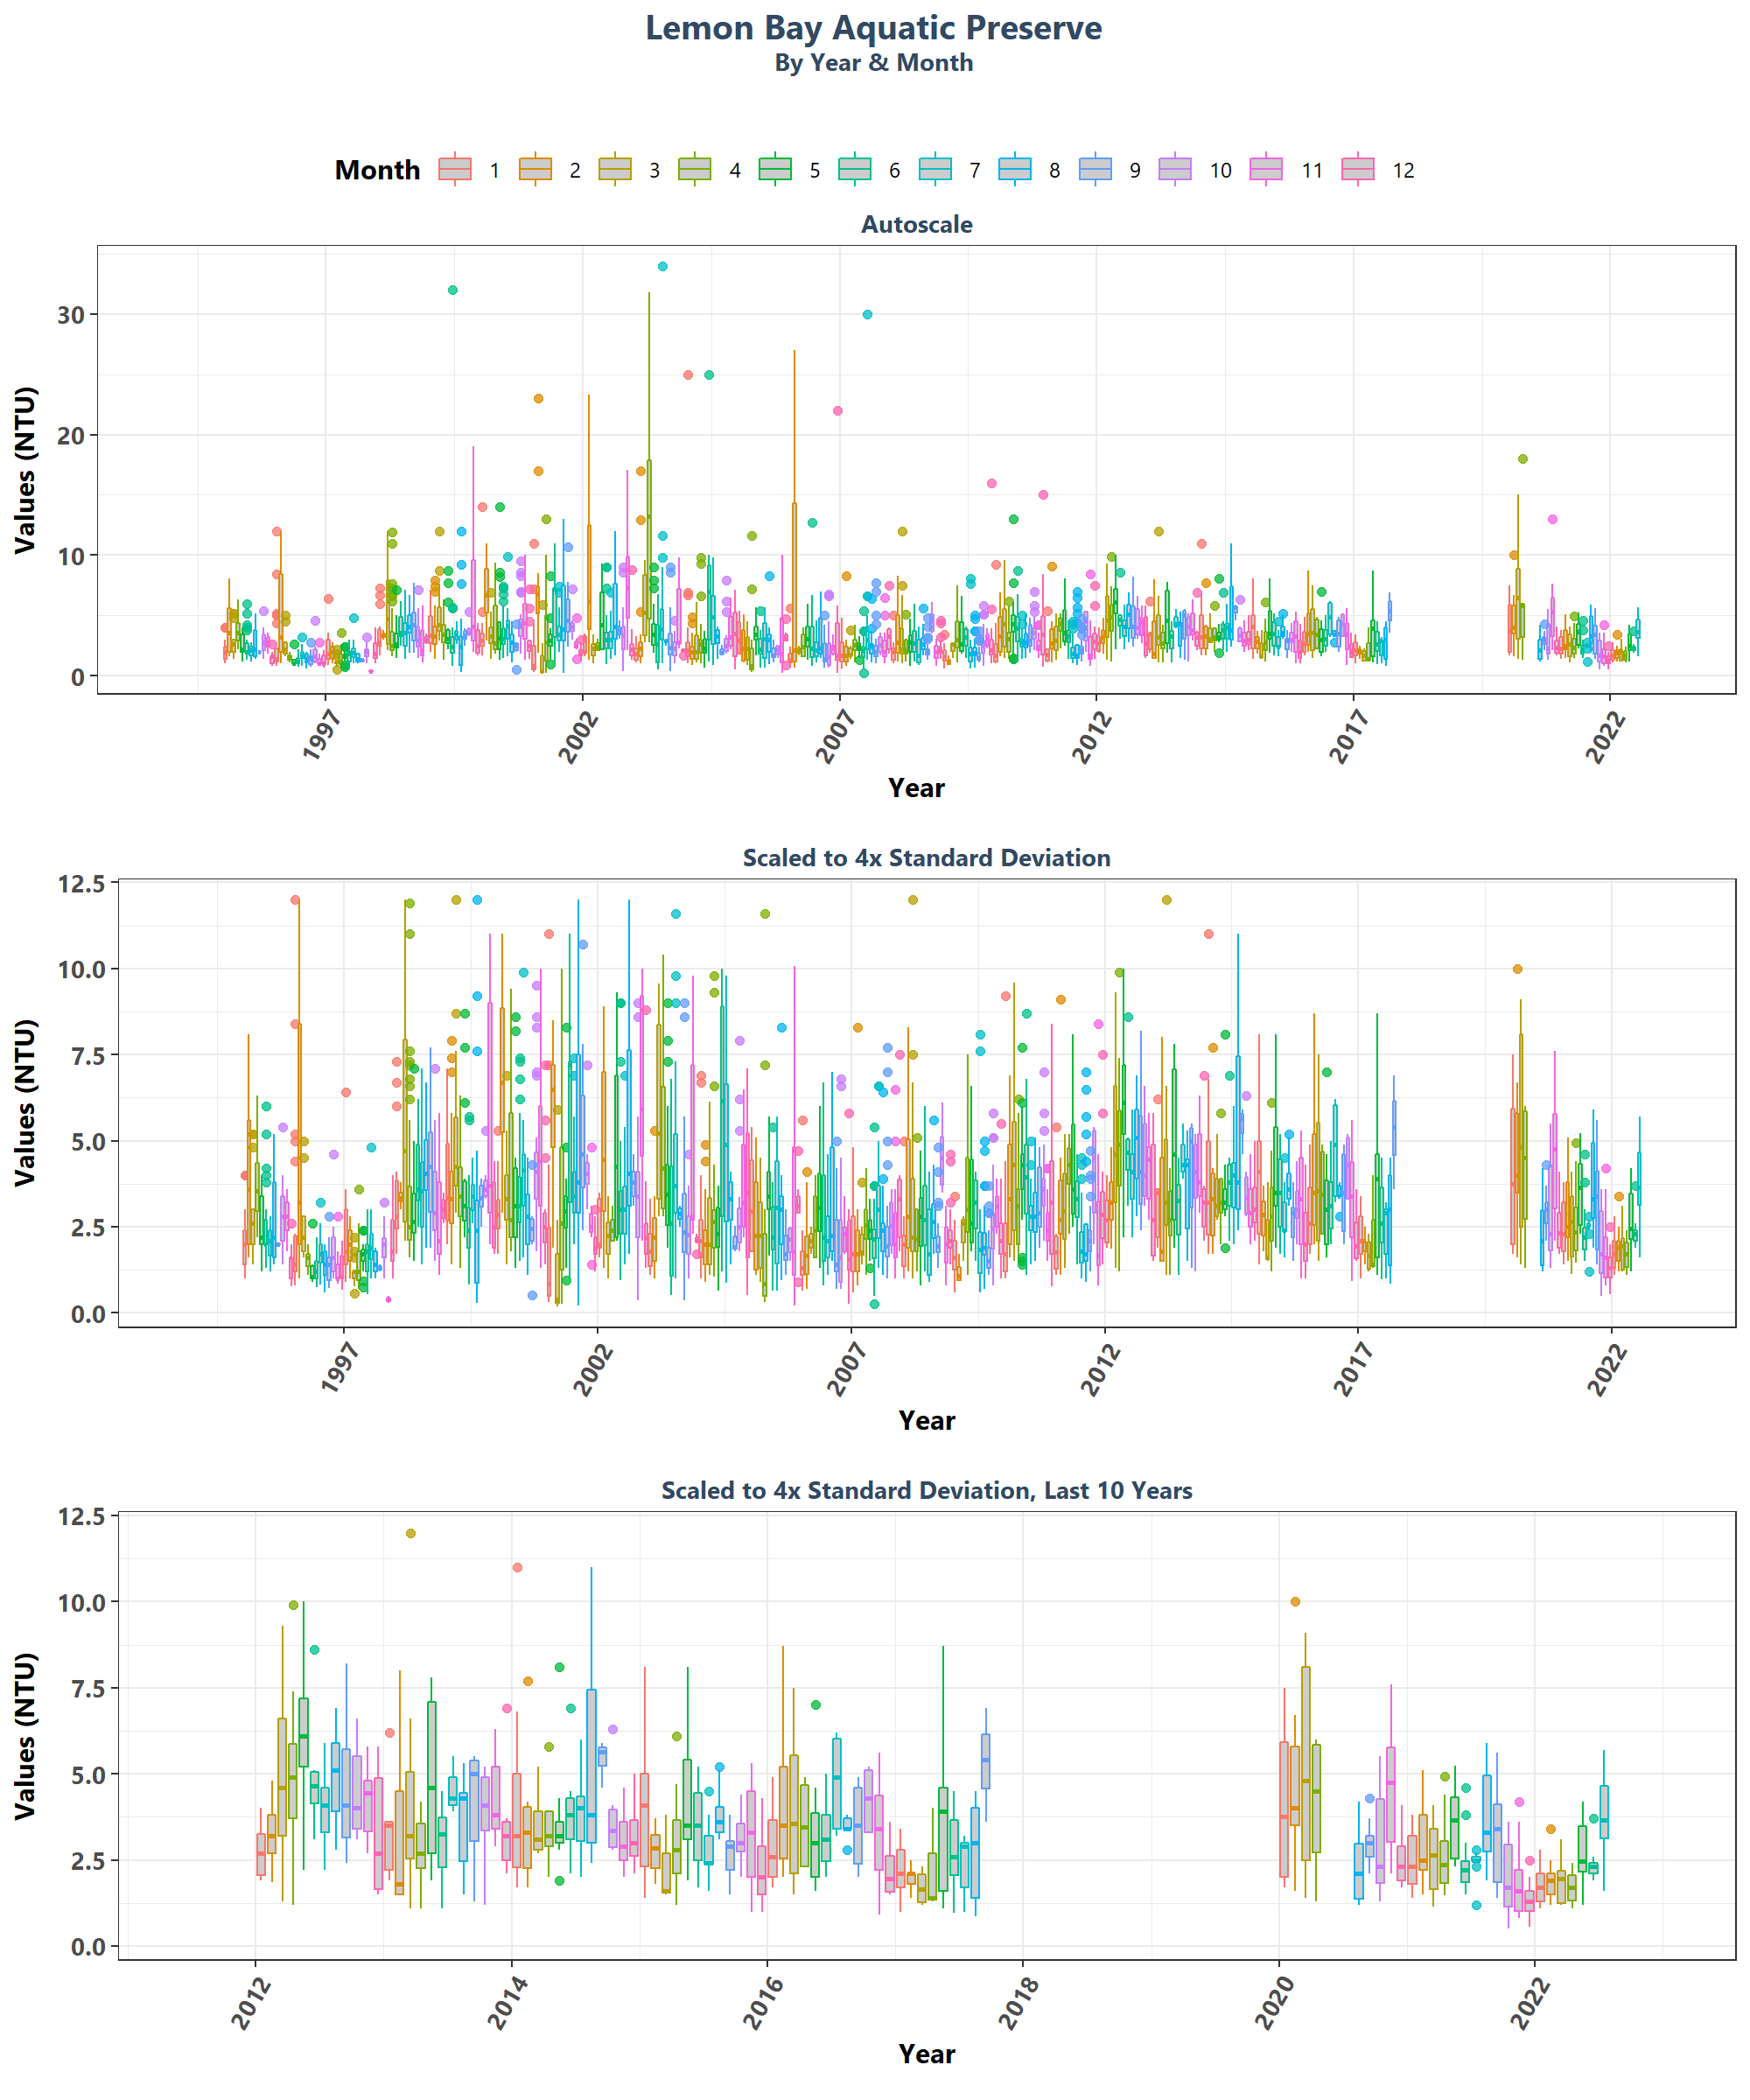 Lemon Bay Aquatic Preserve
By Year & Month
Month 1 2 3 4 5 6 7 8 9 10 11 12
Autoscale
Values (NTU)
30
20
10
0
1997 2002 2007 2012 2017 2022
Year
Scaled to 4x Standard Deviation
Values (NTU)
12.5
10.0
7.5
5.0
2.5
0.0
1997 2002 2007 2012 2017 2022
Year
Scaled to 4x Standard Deviation, Last 10 Years
Values (NTU)
12.5
10.0
7.5
5.0
2.5
0.0
2012 2014 2016 2018 2020 2022
Year